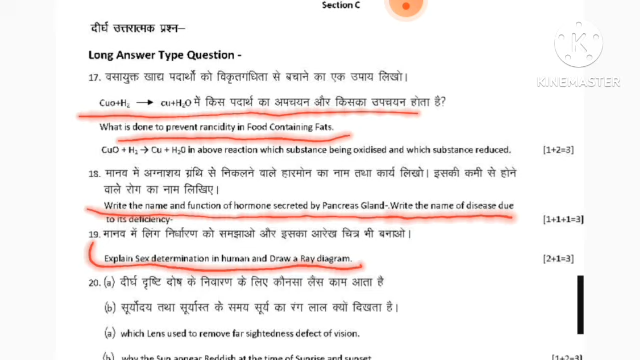 Section C
दीर्घ उत्तरात्मक प्रश्न–
Long Answer Type Question -
17. वसायुक्त खाद्य पदार्थो को विकृतगंधिता से बचाने का एक उपाय लिखो।
Cuo+H₂ → cu+H₂O में किस पदार्थ का अपचयन और किसका उपचयन होता है?
What is done to prevent rancidity in Food Containing Fats.
CuO + H₂ → Cu + H₂0 in above reaction which substance being oxidised and which substance reduced. [1+2=3]
18. मानव में अग्नाशय ग्रंथि से निकलने वाले हारमोन का नाम तथा कार्य लिखो। इसकी कमी से होने
वाले रोग का नाम लिखिए।
Write the name and function of hormone secreted by Pancreas Gland-. Write the name of disease due
to its deficiency- [1+1+1=3]
19. मानव में लिंग निर्धारण को समझाओ और इसका आरेख चित्र भी बनाओ।
Explain Sex determination in human and Draw a Ray diagram. [2+1=3]
20. (a) दीर्घ दृष्टि दोष के निवारण के लिए कौनसा लैंस काम आता है
(b) सूर्योदय तथा सूर्यास्त के समय सूर्य का रंग लाल क्यों दिखता है।
(a) which Lens used to remove far sightedness defect of vision.
(b) why the Sun appear Reddish at the time of Sunrise and sunset. [1+2=3]
KINEMASTER